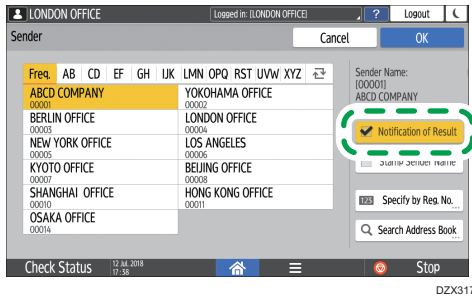 LONDON OFFICE Logged in: [LONDON OFFICE] ? Logout
Sender Cancel OK
Freq. AB CD EF GH IJK LMN OPQ RST UVW XYZ
Sender Name:
[00001]
ABCD COMPANY
ABCD COMPANY YOKOHAMA OFFICE
00001 00002
BERLIN OFFICE LONDON OFFICE
00003 00004
Notification of Result
NEW YORK OFFICE LOS ANGELES
00005 00006
Stamp Sender Name
KYOTO OFFICE BEIJING OFFICE
00007 00008
SHANGHAI OFFICE HONG KONG OFFICE
00010 00011
123 Specify by Reg. No.
OSAKA OFFICE
00014
Search Address Book
Check Status 12 Jul. 2018 Stop
17:38
DZX317